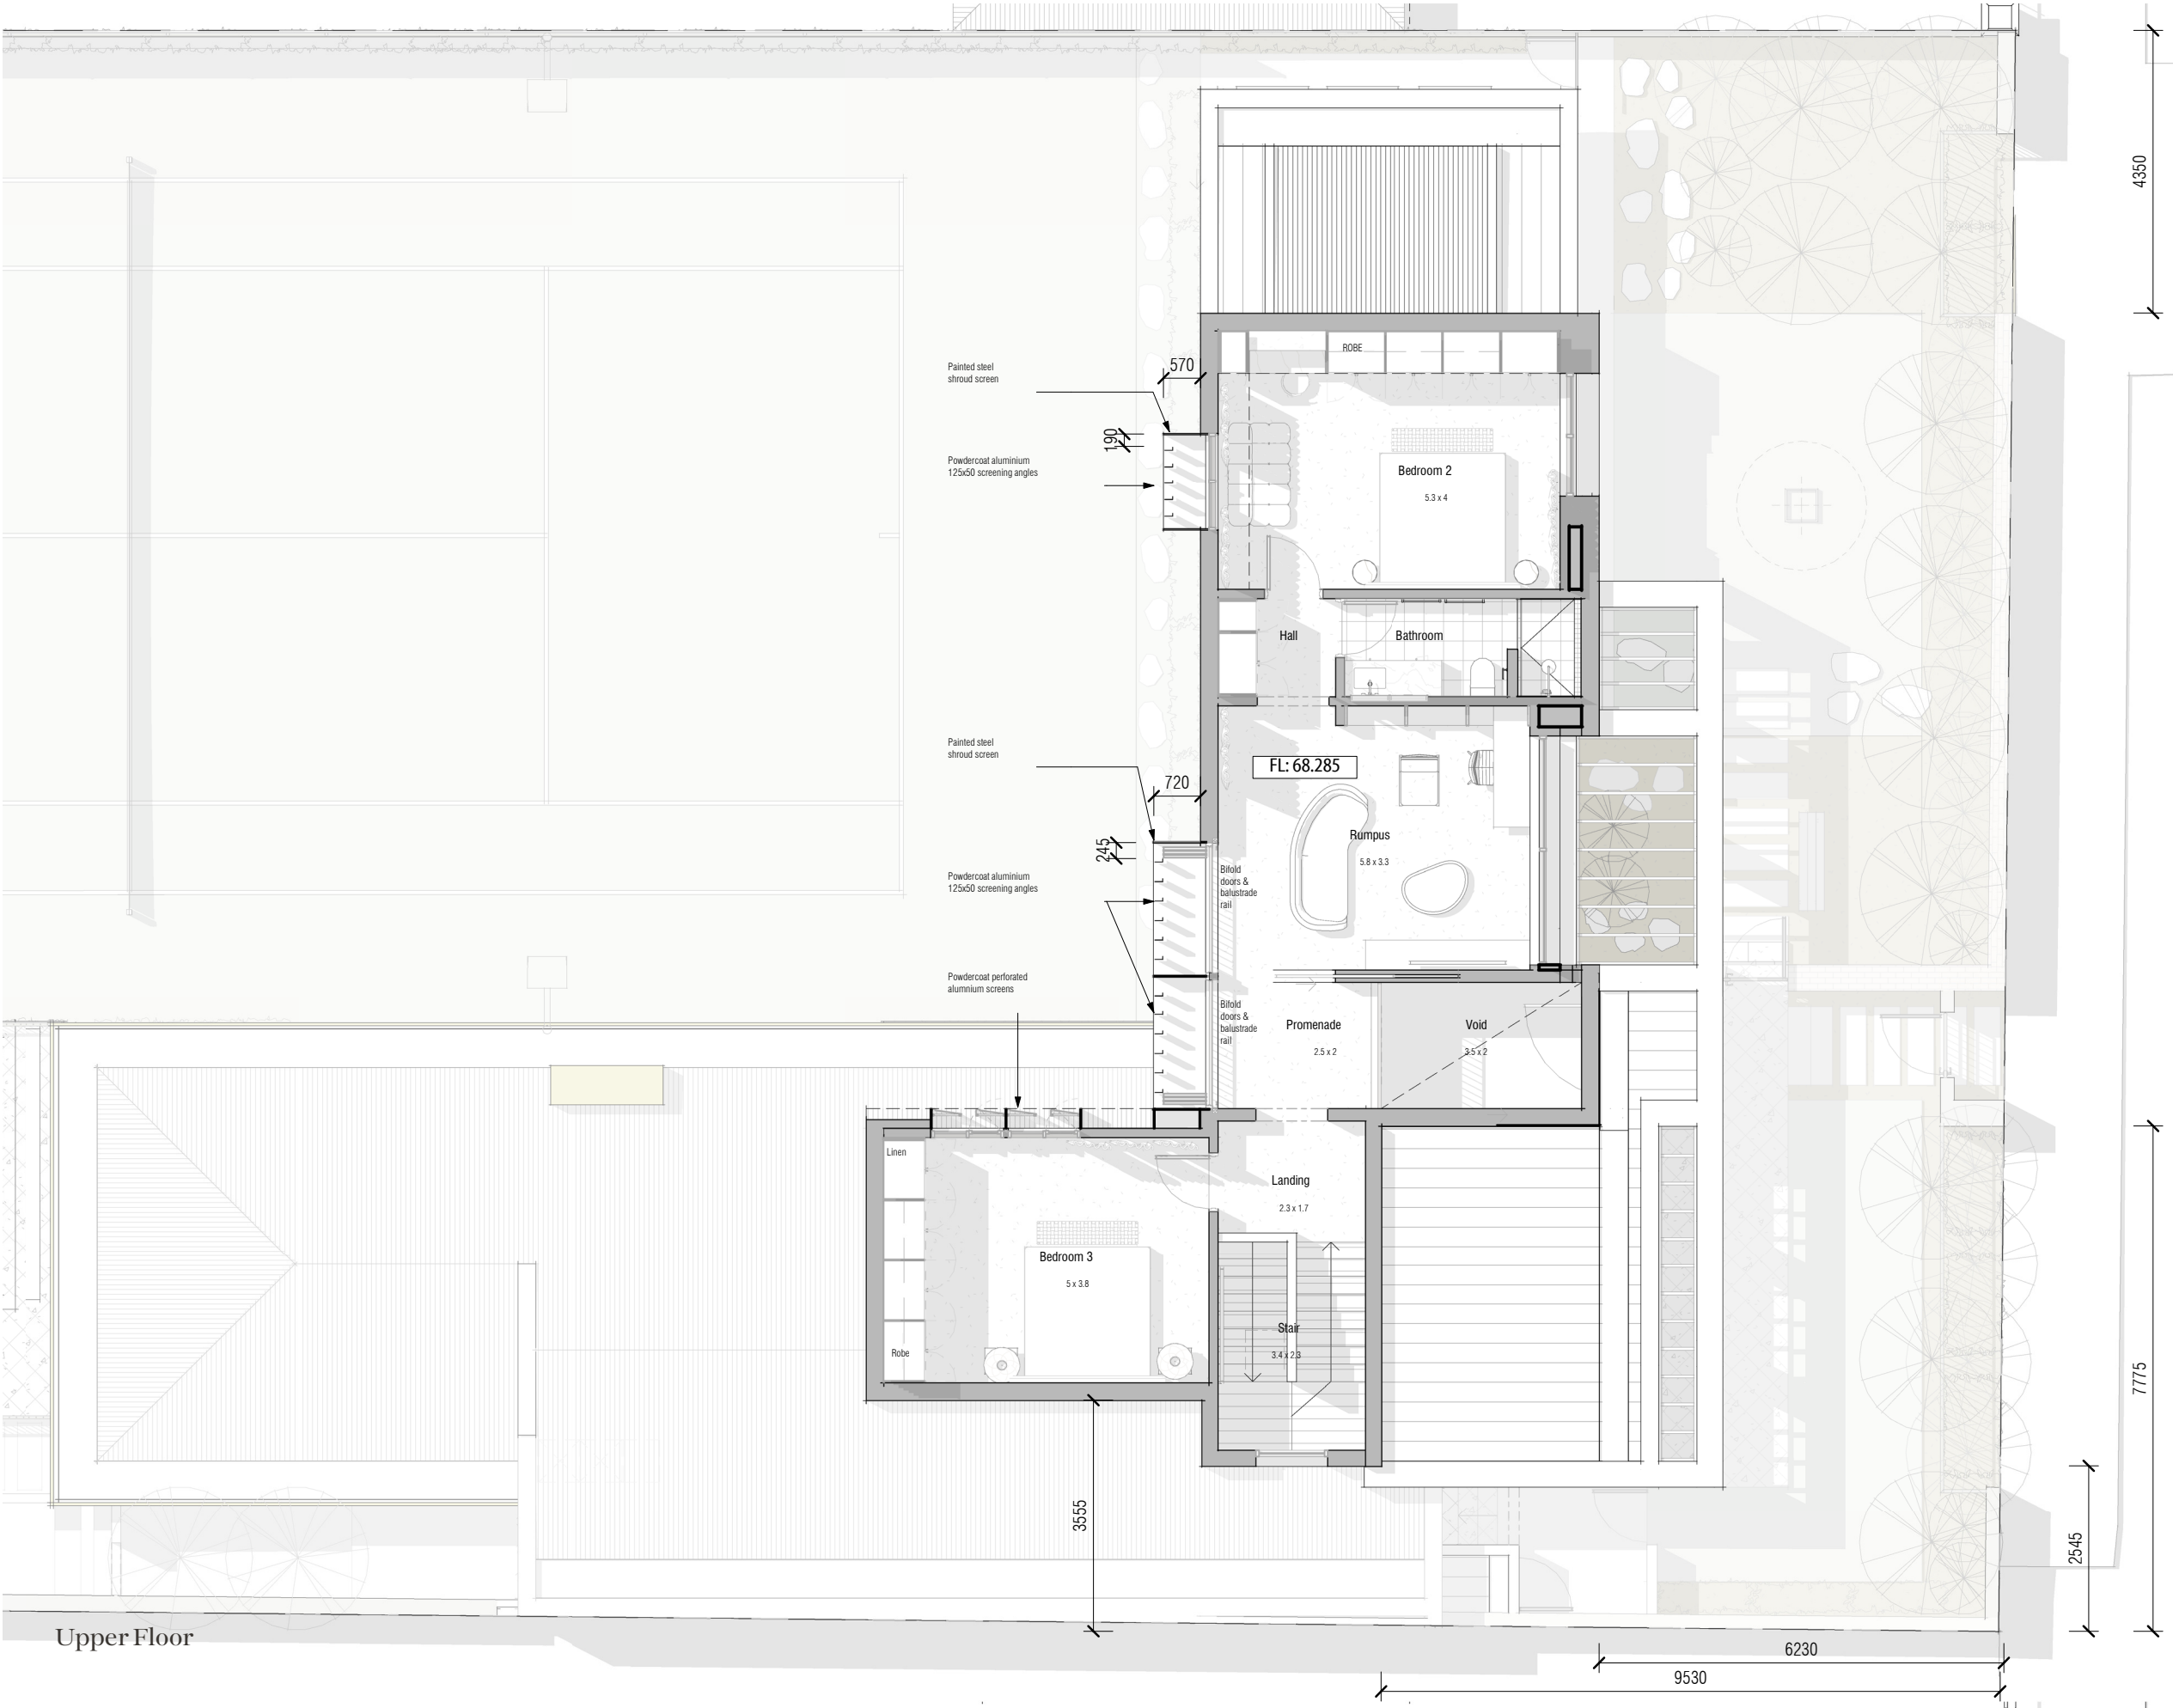 4350
ROBE
Painted steel
shroud screen
570
190
Powdercoat aluminium
125x50 screening angles
Bedroom 2
5.3 x 4
Hall
Bathroom
Painted steel
shroud screen
FL: 68.285
720
245
Rumpus
5.8 x 3.3
Powdercoat aluminium
125x50 screening angles
Bifold
doors &
balustrade
rail
Powdercoat perforated
alumnium screens
Bifold
doors &
balustrade
rail
Promenade
2.5 x 2
Void
3.5 x 2
Linen
Landing
2.3 x 1.7
Bedroom 3
5 x 3.8
Stair
3.4 x 2.3
Robe
7775
3555
2545
Upper Floor
6230
9530